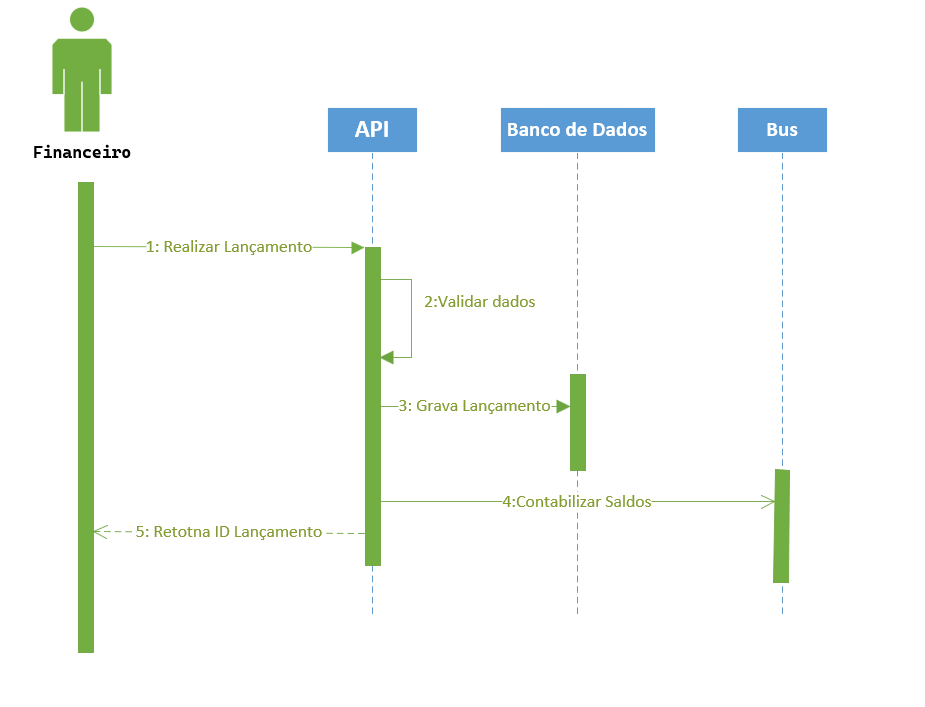 Financeiro
API
Banco de Dados
Bus
1: Realizar Lançamento
2:Validar dados
3: Grava Lançamento
4:Contabilizar Saldos
5: Retotna ID Lançamento